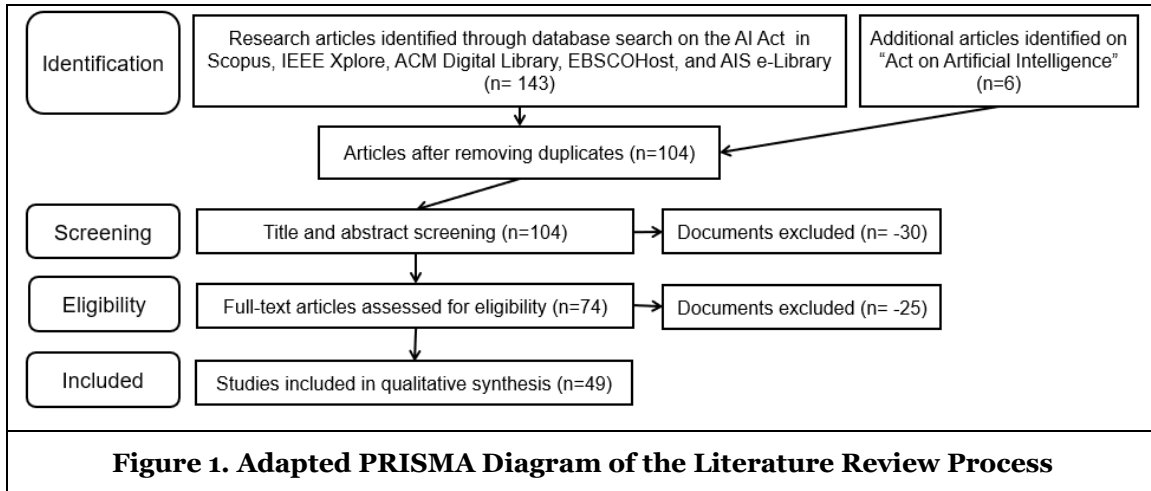 Identification
Research articles identified through database search on the AI Act in
Scopus, IEEE Xplore, ACM Digital Library, EBSCOHost, and AIS e-Library
(n= 143)
Additional articles identified on
“Act on Artificial Intelligence”
(n=6)
Articles after removing duplicates (n=104)
Screening
Title and abstract screening (n=104)
Documents excluded (n= -30)
Eligibility
Full-text articles assessed for eligibility (n=74)
Documents excluded (n= -25)
Included
Studies included in qualitative synthesis (n=49)
Figure 1. Adapted PRISMA Diagram of the Literature Review Process